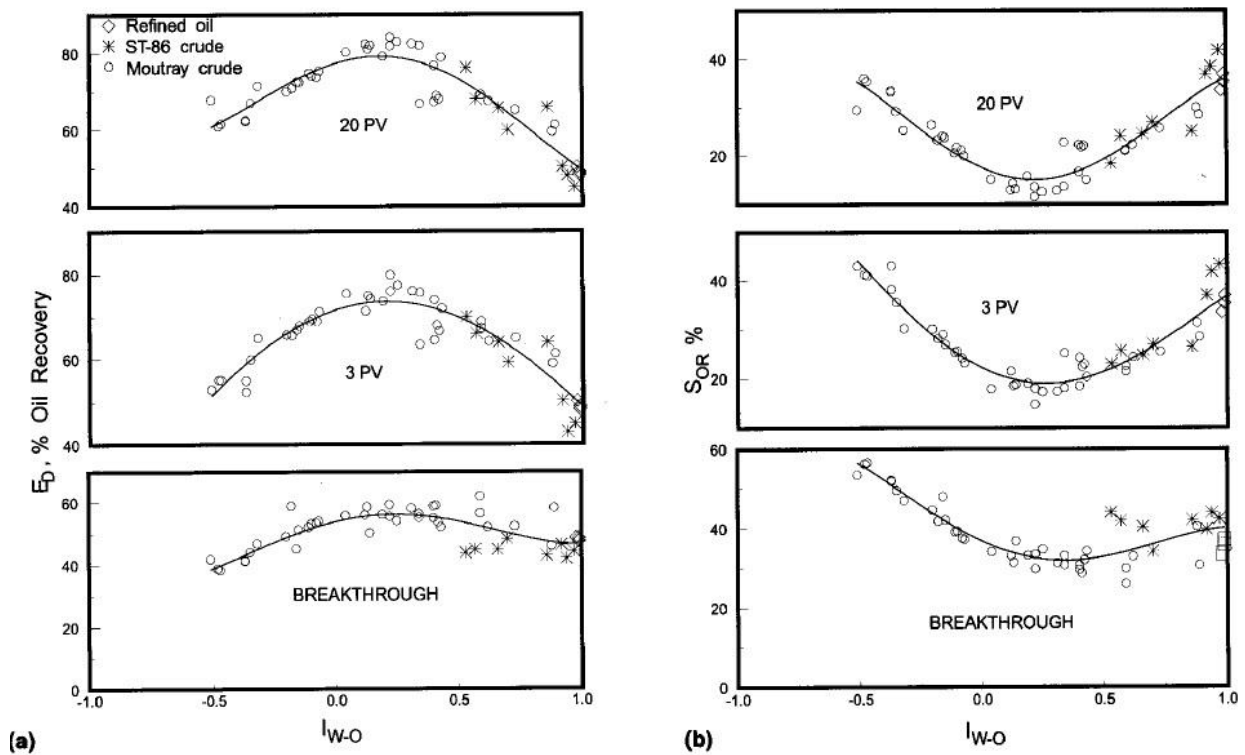 Refined oil
ST-86 crude
Moutray crude
80
60
40
20 PV
80
60
40
3 PV
60
40
20
0
BREAKTHROUGH
-1.0 -0.5 0.0 0.5 1.0
E_D, % Oil Recovery
I_W-O
(a)
40
20
20 PV
40
20
3 PV
60
40
20
0
BREAKTHROUGH
-1.0 -0.5 0.0 0.5 1.0
S_OR %
I_W-O
(b)